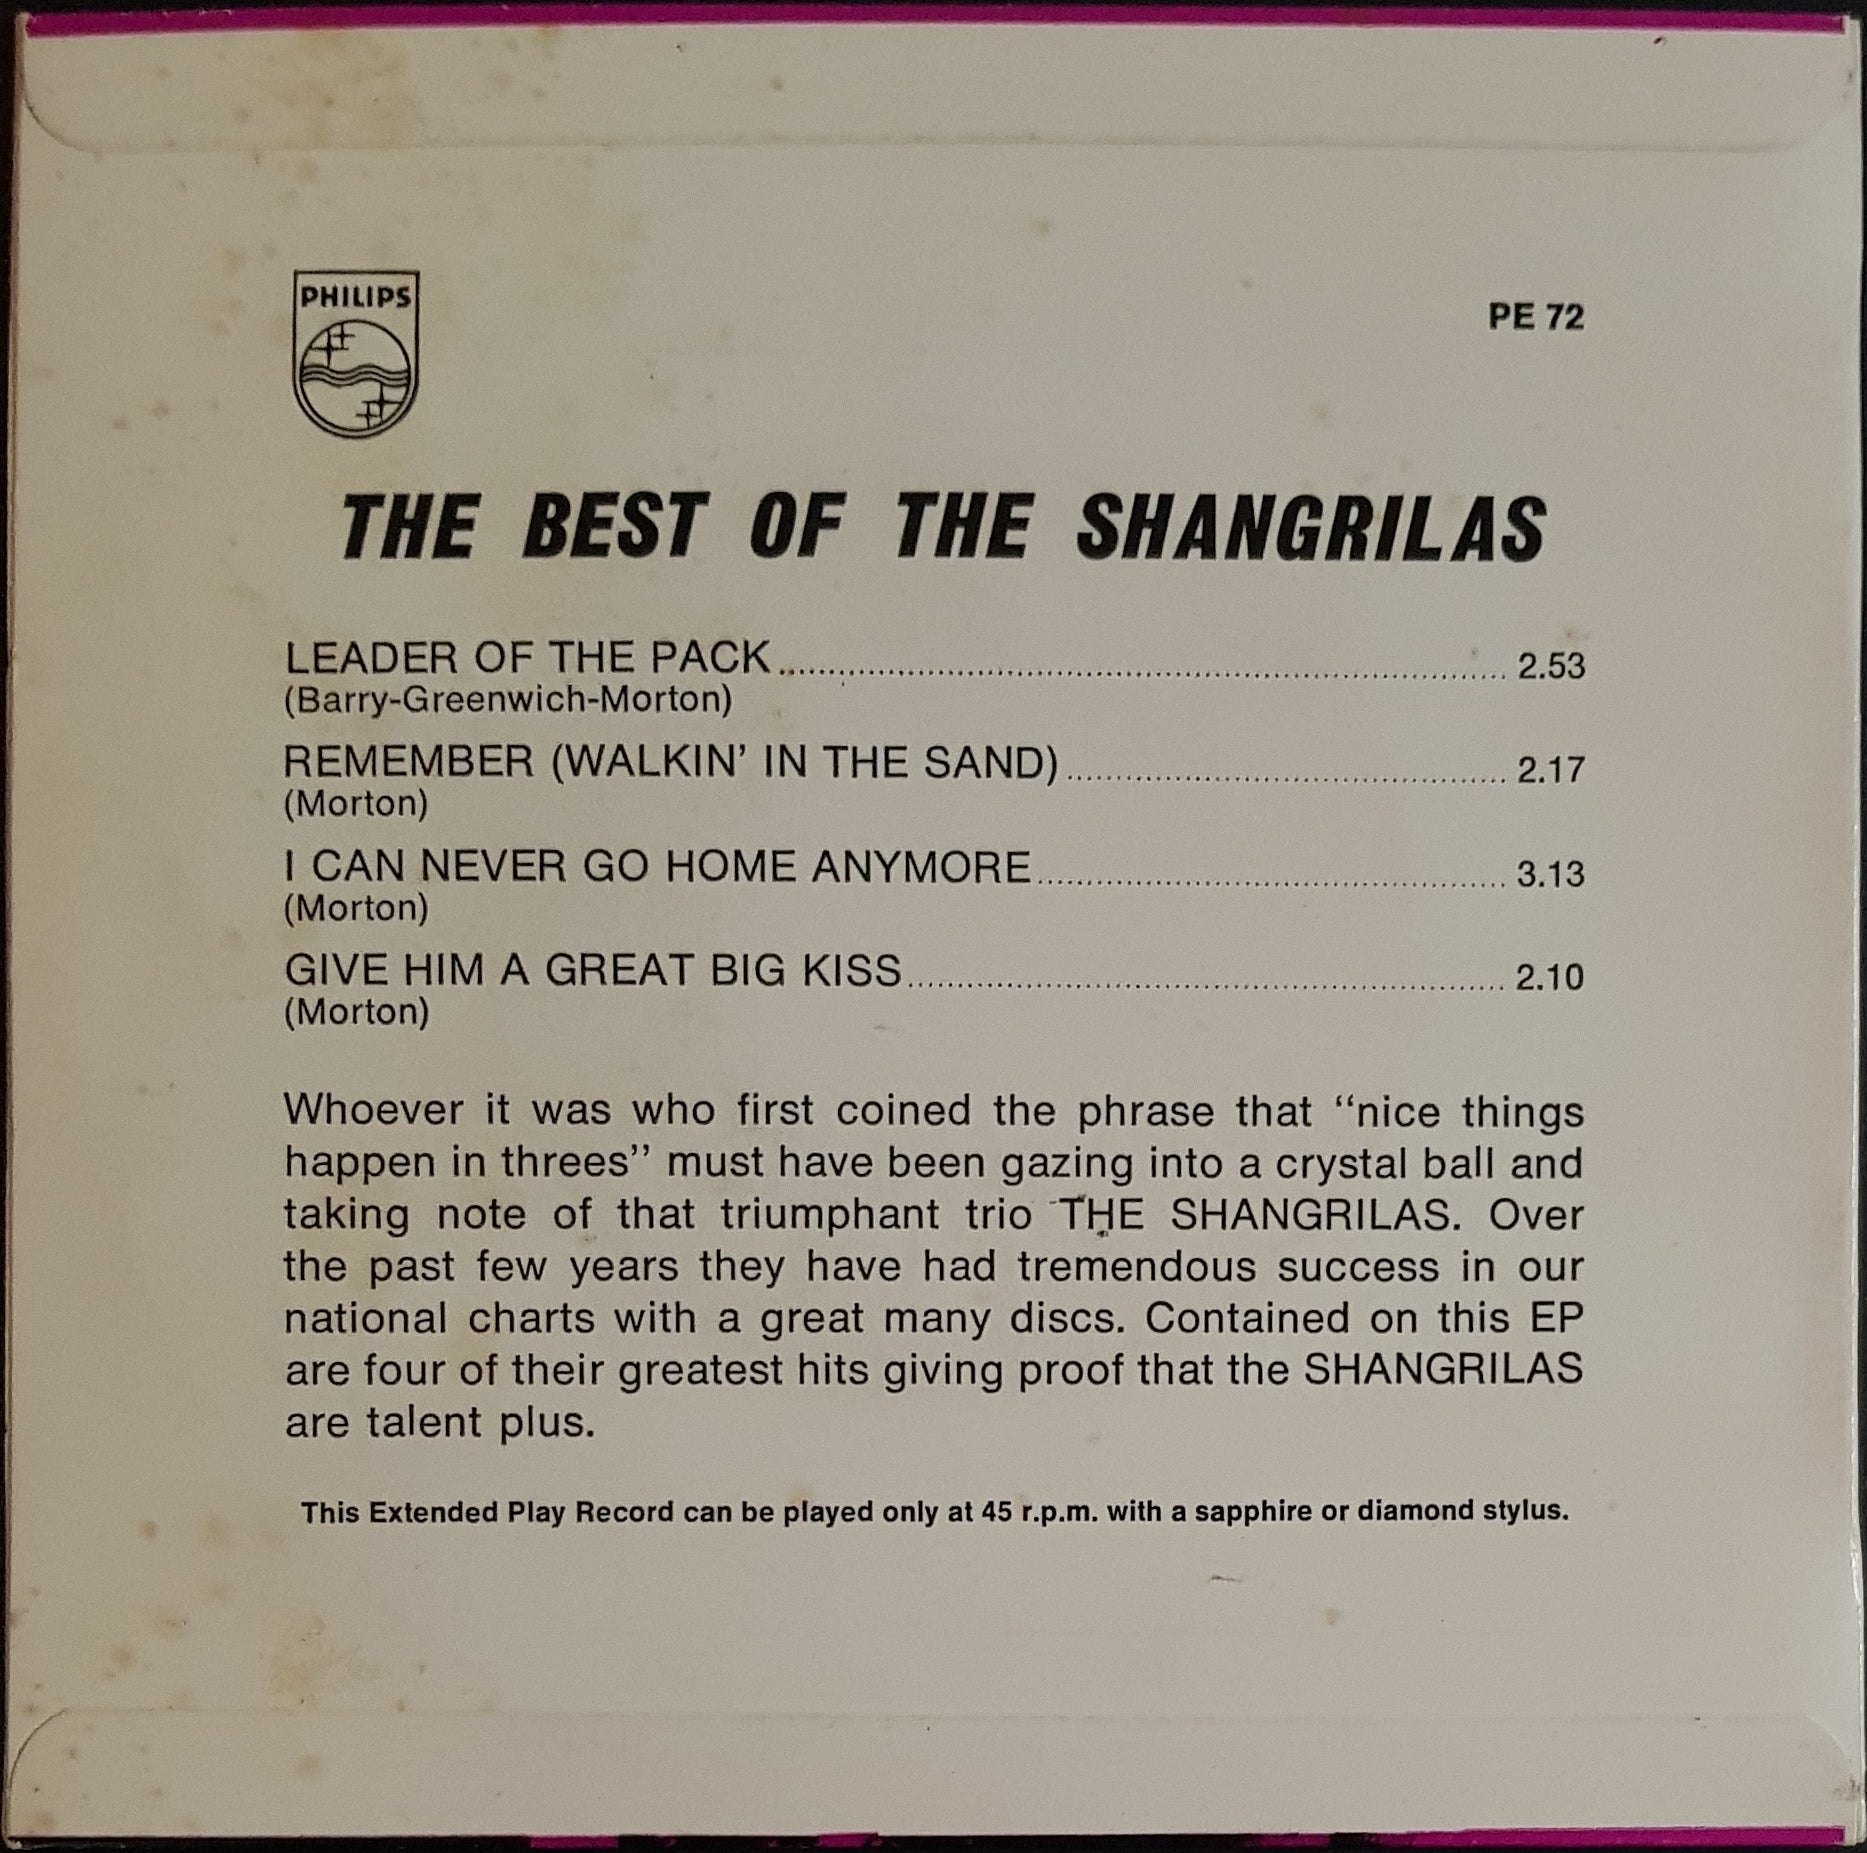 PHILIPS
PE 72
THE BEST OF THE SHANGRILAS
LEADER OF THE PACK........................................................................ 2.53
(Barry-Greenwich-Morton)
REMEMBER (WALKIN’ IN THE SAND)............................................ 2.17
(Morton)
I CAN NEVER GO HOME ANYMORE............................................... 3.13
(Morton)
GIVE HIM A GREAT BIG KISS............................................................ 2.10
(Morton)
Whoever it was who first coined the phrase that “nice things
happen in threes” must have been gazing into a crystal ball and
taking note of that triumphant trio THE SHANGRILAS. Over
the past few years they have had tremendous success in our
national charts with a great many discs. Contained on this EP
are four of their greatest hits giving proof that the SHANGRILAS
are talent plus.
This Extended Play Record can be played only at 45 r.p.m. with a sapphire or diamond stylus.